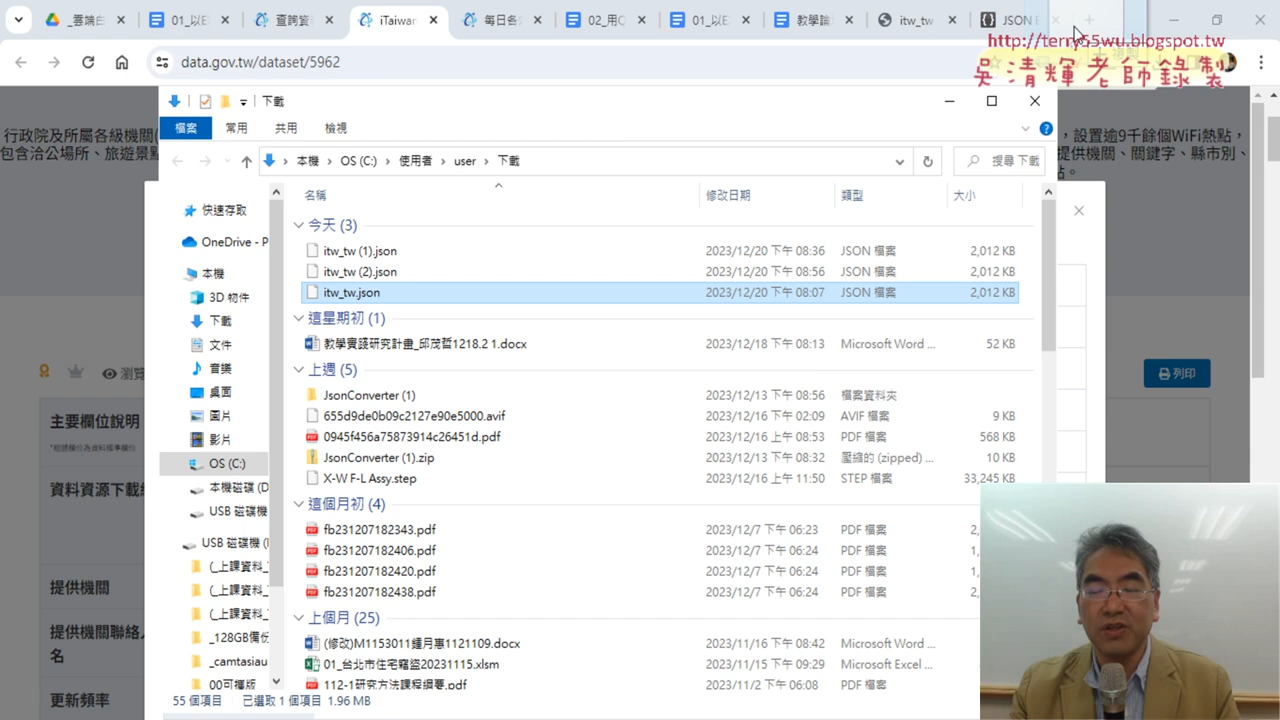 _雲端白
01_以E
查詢資
iTaiwan
每日各
02_用C
01_以E
教學論
itw_tw
JSON E
data.gov.tw/dataset/5962
http://terry55wu.blogspot.tw
吳清輝老師錄製
行政院及所屬各級機關(
，設置逾9千餘個WiFi熱點，
包含洽公場所、旅遊景點
提供機關、關鍵字、縣市別、
點。
下載
檔案
常用
共用
檢視
本機 OS (C:) 使用者 user 下載
搜尋 下載
名稱 修改日期 類型 大小
快速存取
OneDrive - P
本機
3D 物件
下載
文件
音樂
桌面
圖片
影片
OS (C:)
本機磁碟 (D
USB 磁碟機
USB 磁碟機 (
(_上課資料_
(_上課資料_
(_上課資料_
_128GB備份
_camtasiau
00可攜版
今天 (3)
itw_tw (1).json 2023/12/20 下午 08:36 JSON 檔案 2,012 KB
itw_tw (2).json 2023/12/20 下午 08:56 JSON 檔案 2,012 KB
itw_tw.json 2023/12/20 下午 08:07 JSON 檔案 2,012 KB
這星期初 (1)
教學實踐研究計畫_邱茂哲1218.2 1.docx 2023/12/18 下午 08:13 Microsoft Word ... 52 KB
上週 (5)
JsonConverter (1) 2023/12/13 下午 08:56 檔案資料夾
655d9de0b09c2127e90e5000.avif 2023/12/16 下午 02:09 AVIF 檔案 9 KB
0945f456a75873914c26451d.pdf 2023/12/16 上午 08:53 PDF 檔案 568 KB
JsonConverter (1).zip 2023/12/13 下午 08:32 壓縮的 (zipped) ... 10 KB
X-W F-L Assy.step 2023/12/16 上午 11:50 STEP 檔案 33,245 KB
這個月初 (4)
fb231207182343.pdf 2023/12/7 下午 06:23 PDF 檔案 2,
fb231207182406.pdf 2023/12/7 下午 06:24 PDF 檔案 1,
fb231207182420.pdf 2023/12/7 下午 06:24 PDF 檔案 1,
fb231207182438.pdf 2023/12/7 下午 06:24 PDF 檔案 2,
上個月 (25)
(修改)M1153011鍾月惠1121109.docx 2023/11/16 下午 08:42 Microsoft Word ...
01_台北市住宅竊盜20231115.xlsm 2023/11/15 下午 09:29 Microsoft Excel ...
112-1研究方法課程綱要.pdf 2023/11/2 下午 06:08 PDF 檔案
55 個項目 已選取 1 個項目 1.96 MB
瀏覽
列印
主要欄位說明
資料資源下載
提供機關
提供機關聯絡人
名
更新頻率